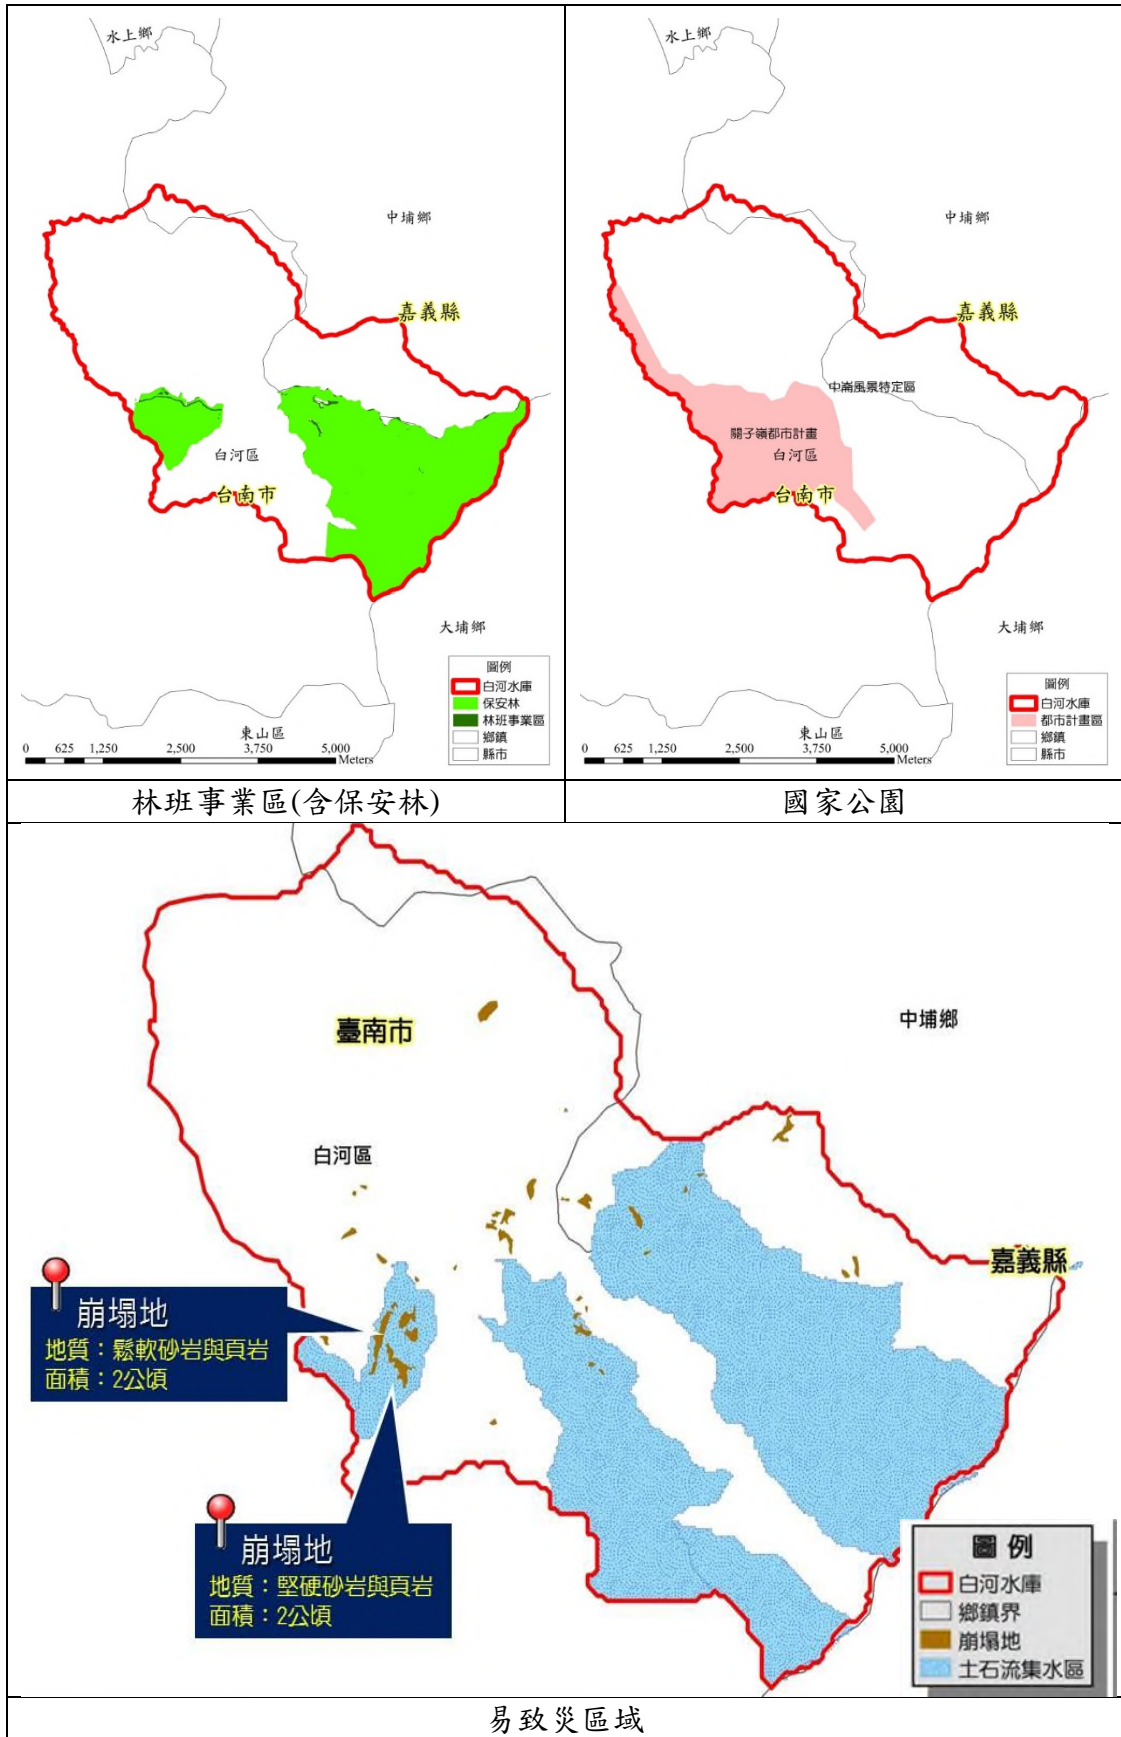 水上鄉
中埔鄉
嘉義縣
白河區
台南市
大埔鄉
東山區
圖例
白河水庫
保安林
林班事業區
鄉鎮
縣市
0 625 1,250 2,500 3,750 5,000
Meters
水上鄉
中埔鄉
嘉義縣
中崙風景特定區
關子嶺都市計畫
白河區
台南市
大埔鄉
東山區
圖例
白河水庫
都市計畫區
鄉鎮
縣市
0 625 1,250 2,500 3,750 5,000
Meters
林班事業區(含保安林)
國家公園
臺南市
中埔鄉
白河區
嘉義縣
崩塌地
地質：鬆軟砂岩與頁岩
面積：2公頃
崩塌地
地質：堅硬砂岩與頁岩
面積：2公頃
圖例
白河水庫
鄉鎮界
崩塌地
土石流集水區
易致災區域